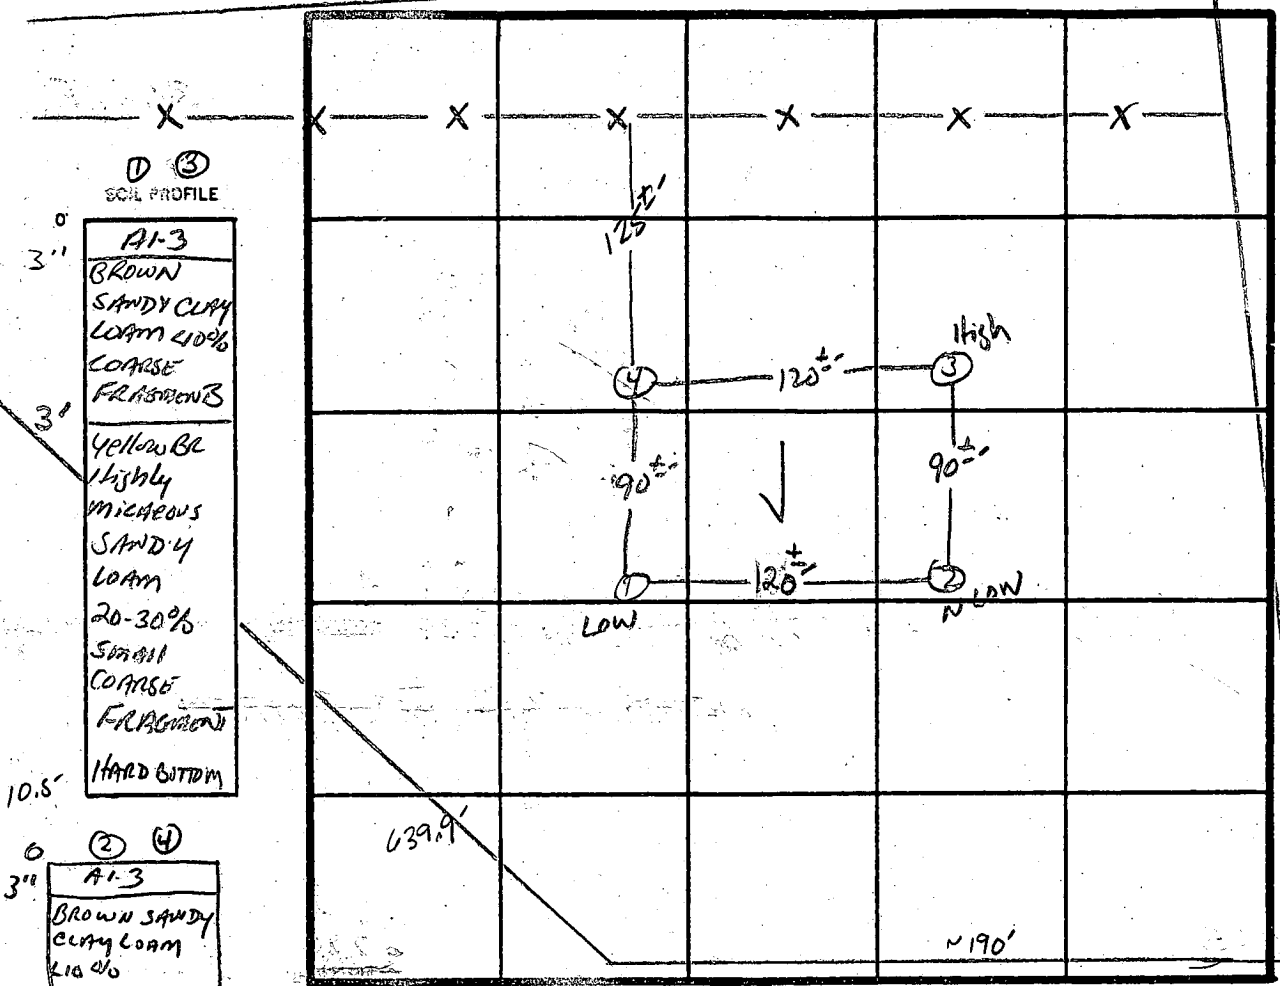 X X X X X X X
① ③
SOIL PROFILE
0'
A1-3
3"
BROWN
SANDY CLAY
LOAM <10%
COARSE
FRAGMENTS
3'
Yellow BR
Highly
MICACEOUS
SANDY
LOAM
20-30%
SMALL
COARSE
FRAGMENT
HARD BOTTOM
10.5'
② ④
0
A1-3
3"
BROWN SANDY
CLAY LOAM
<10%
125±'
High
④ 120±' ③
90±' 90±'
① 120±' ②
LOW ~LOW
639.9'
~190'